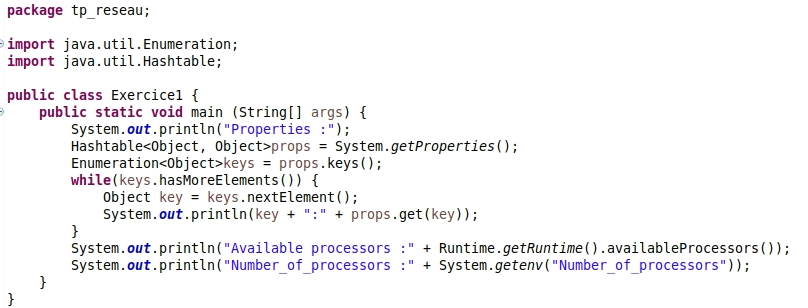 package tp_reseau;
import java.util.Enumeration;
import java.util.Hashtable;
public class Exercice1 {
public static void main (String[] args) {
System.out.println("Properties :");
Hashtable<Object, Object>props = System.getProperties();
Enumeration<Object>keys = props.keys();
while(keys.hasMoreElements()) {
Object key = keys.nextElement();
System.out.println(key + ":" + props.get(key));
}
System.out.println("Available processors :" + Runtime.getRuntime().availableProcessors());
System.out.println("Number_of_processors :" + System.getenv("Number_of_processors"));
}
}